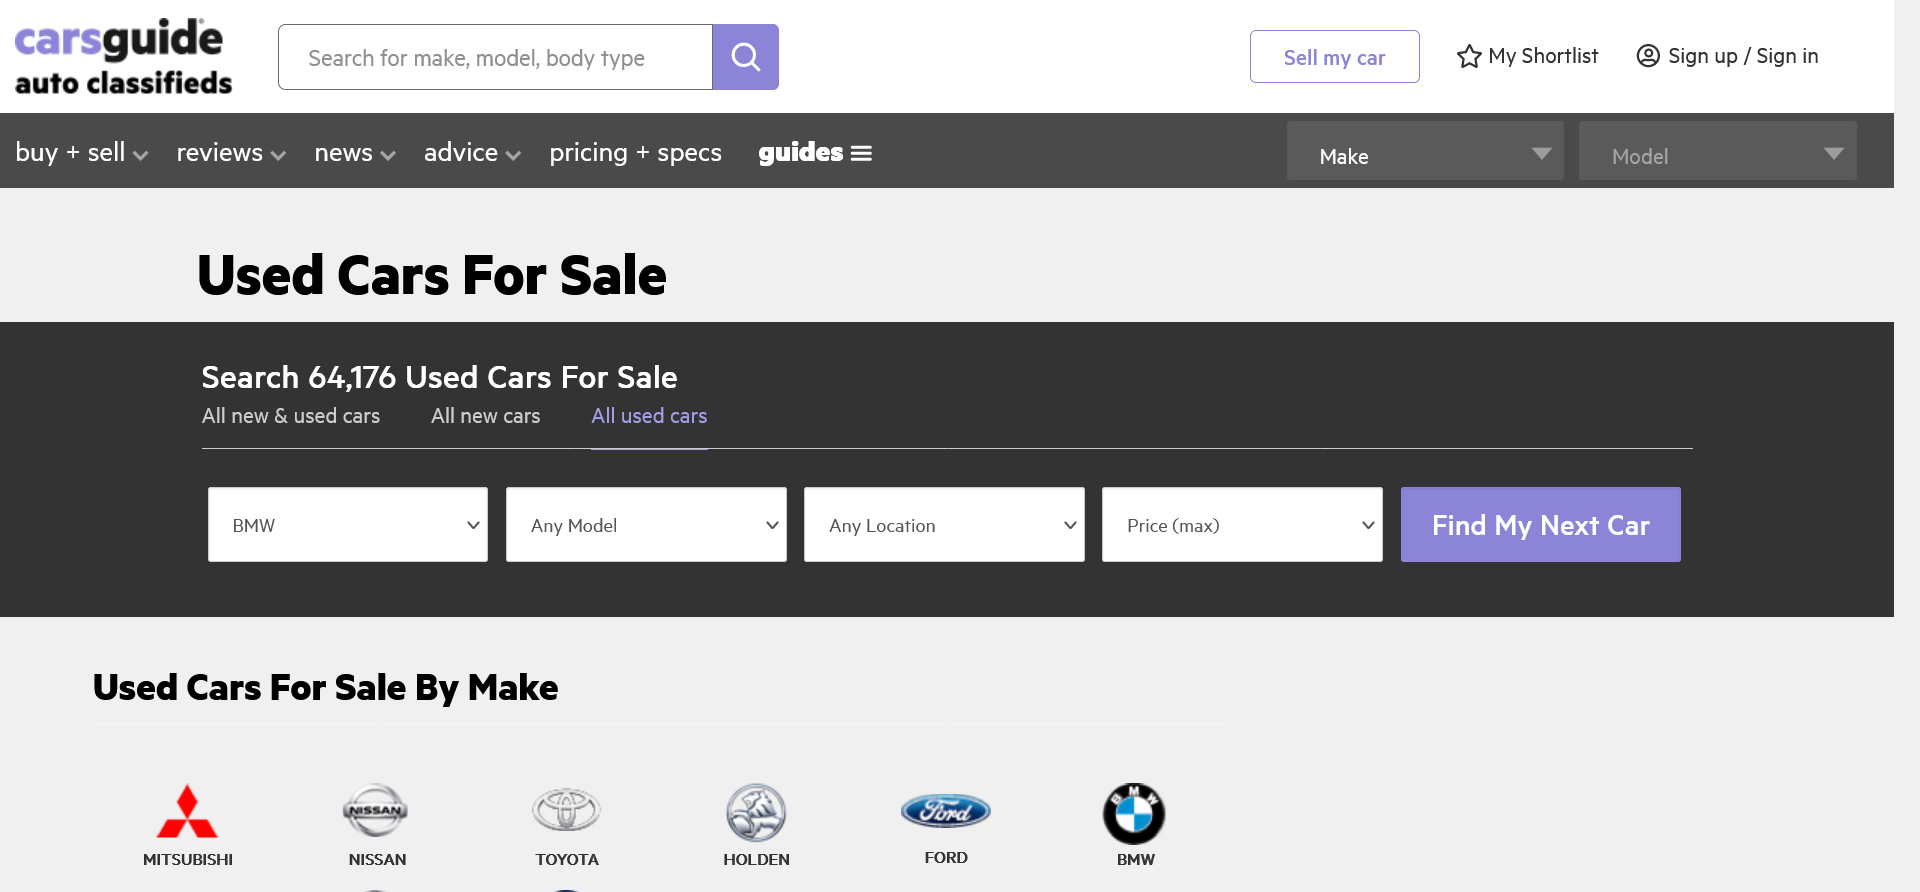 carsguide
auto classifieds
Search for make, model, body type
Sell my car
My Shortlist
Sign up / Sign in
buy + sell
reviews
news
advice
pricing + specs
guides
Make
Model
Used Cars For Sale
Search 64,176 Used Cars For Sale
All new & used cars
All new cars
All used cars
BMW
Any Model
Any Location
Price (max)
Find My Next Car
Used Cars For Sale By Make
NISSAN
Ford
BMW
MITSUBISHI
NISSAN
TOYOTA
HOLDEN
FORD
BMW